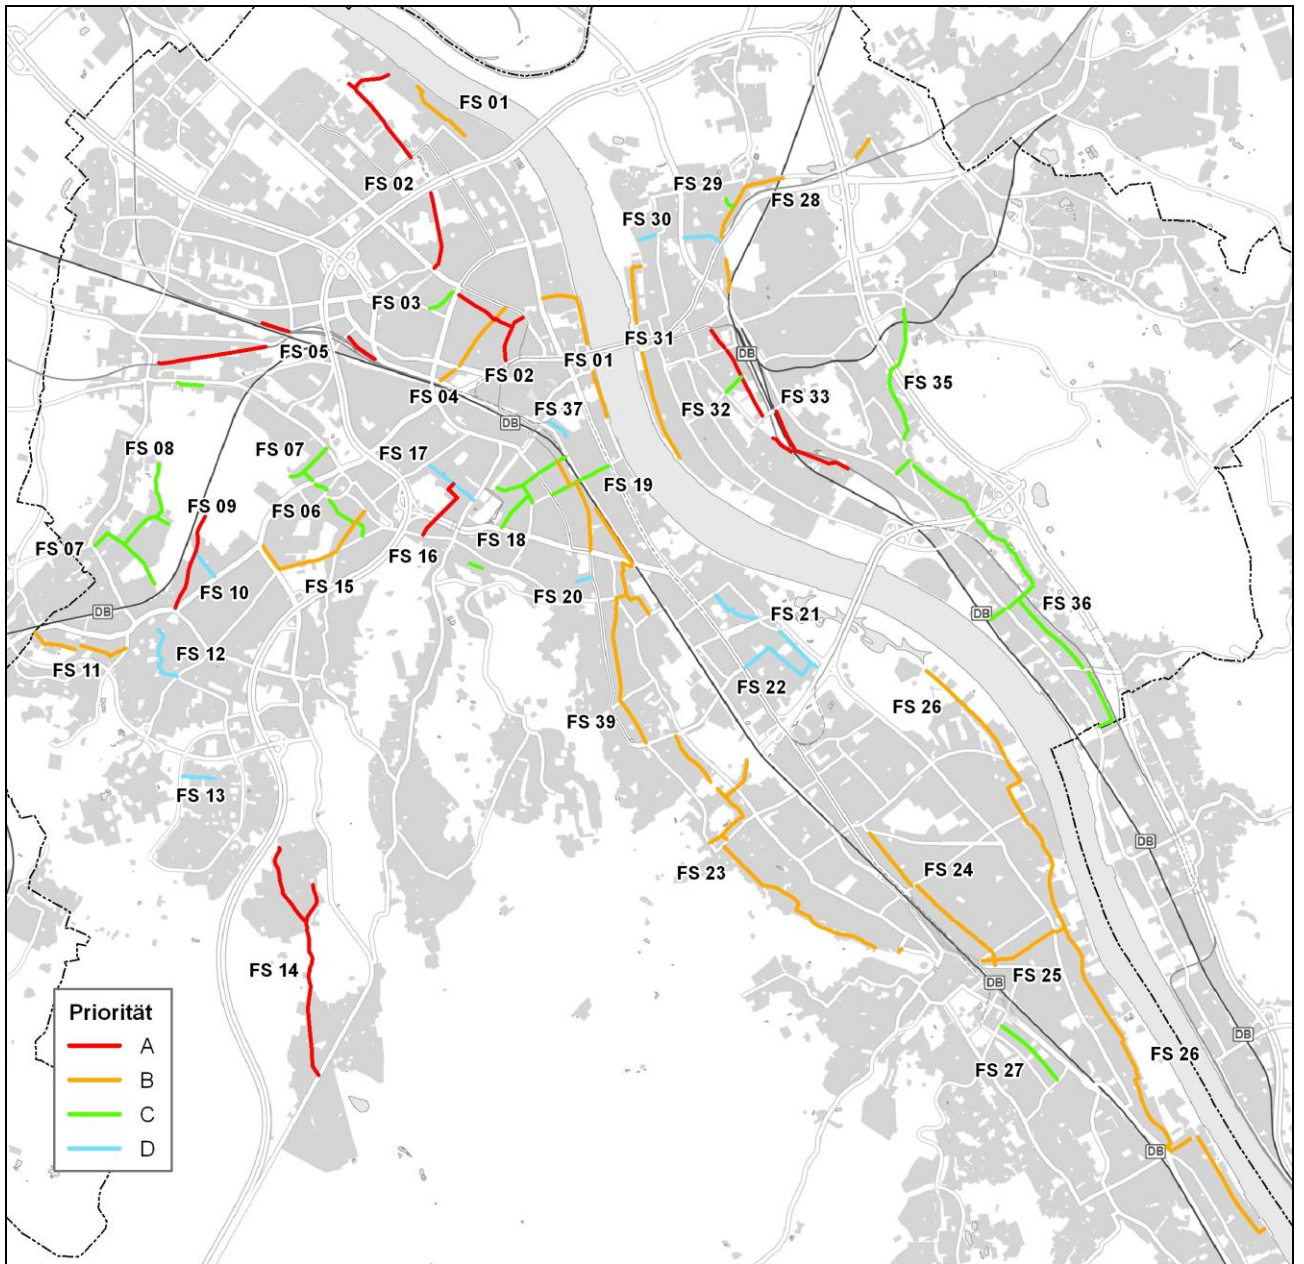 FS 01
FS 02
FS 29
FS 28
FS 30
FS 03
FS 31
FS 05
FS 01
DB
FS 02
FS 35
FS 04
FS 32
FS 33
FS 37
DB
FS 08
FS 07
FS 17
FS 19
FS 09
FS 06
FS 18
FS 07
FS 16
FS 10
FS 15
FS 20
DB
FS 21
DB
FS 36
FS 12
FS 11
FS 22
FS 26
FS 39
FS 13
DB
FS 23
FS 24
FS 14
FS 25
DB
Priorität
A
B
C
D
DB
FS 26
FS 27
DB